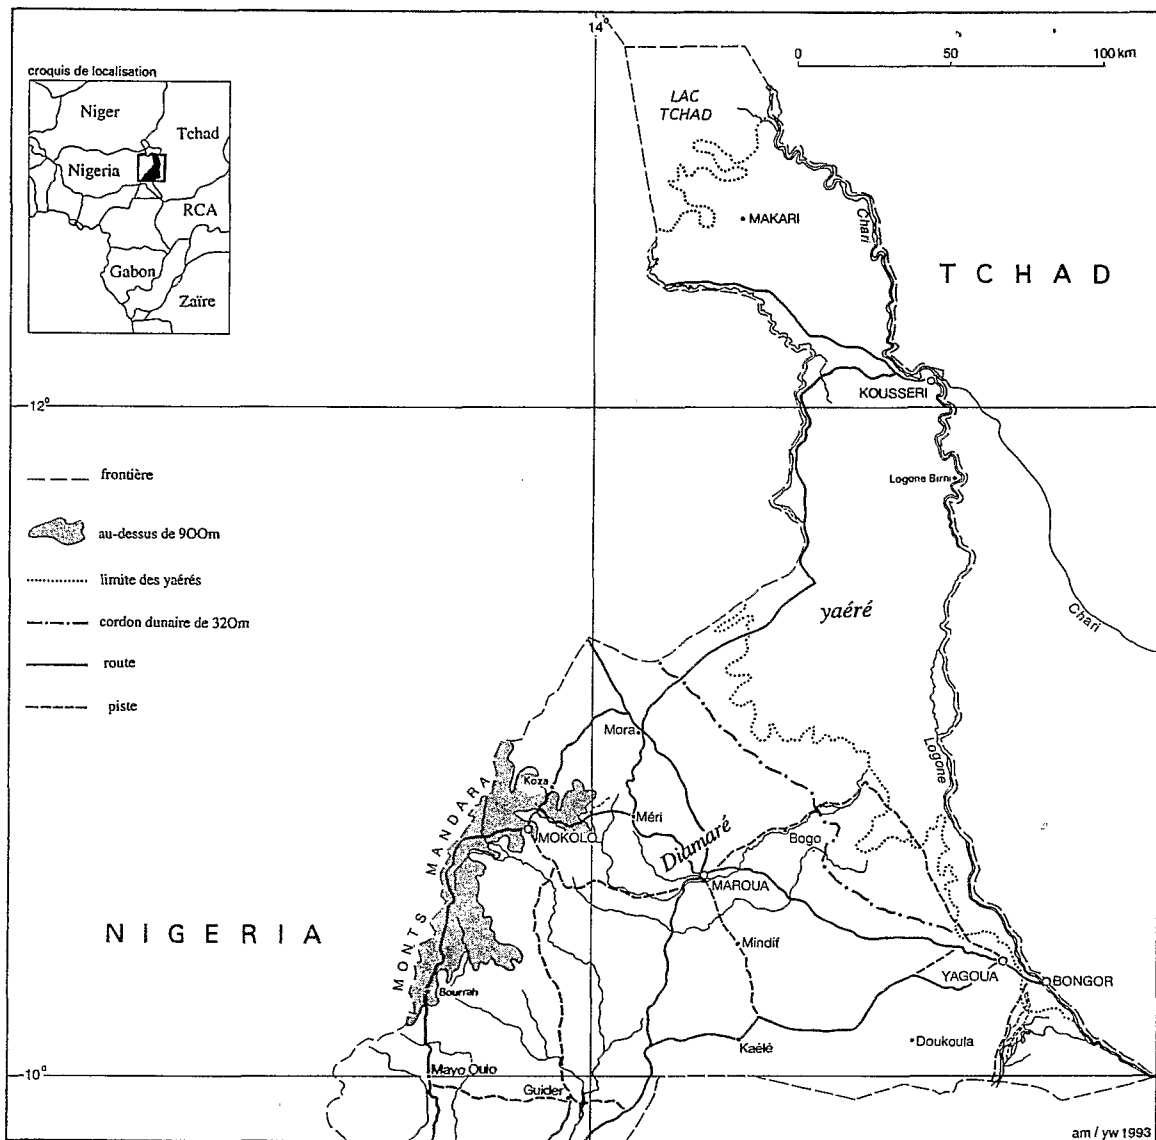 14°
0 50 100 km
croquis de localisation
Niger
Tchad
Nigeria
RCA
Gabon
Zaïre
LAC
TCHAD
MAKARI
Chari
TCHAD
KOUSSERI
12°
Logone Birni
frontière
au-dessus de 900m
limite des yaérés
cordon dunaire de 320m
route
piste
yaéré
Chari
Mora
Logone
Koza
MONTS MANDARA
Méri
MOKOLO
Diamaré
Bogo
MAROUA
NIGERIA
Mindif
YAGOUA
BONGOR
Bourrah
Kaélé
Doukoula
Mayo Oulo
10°
Guider
am / yw 1993